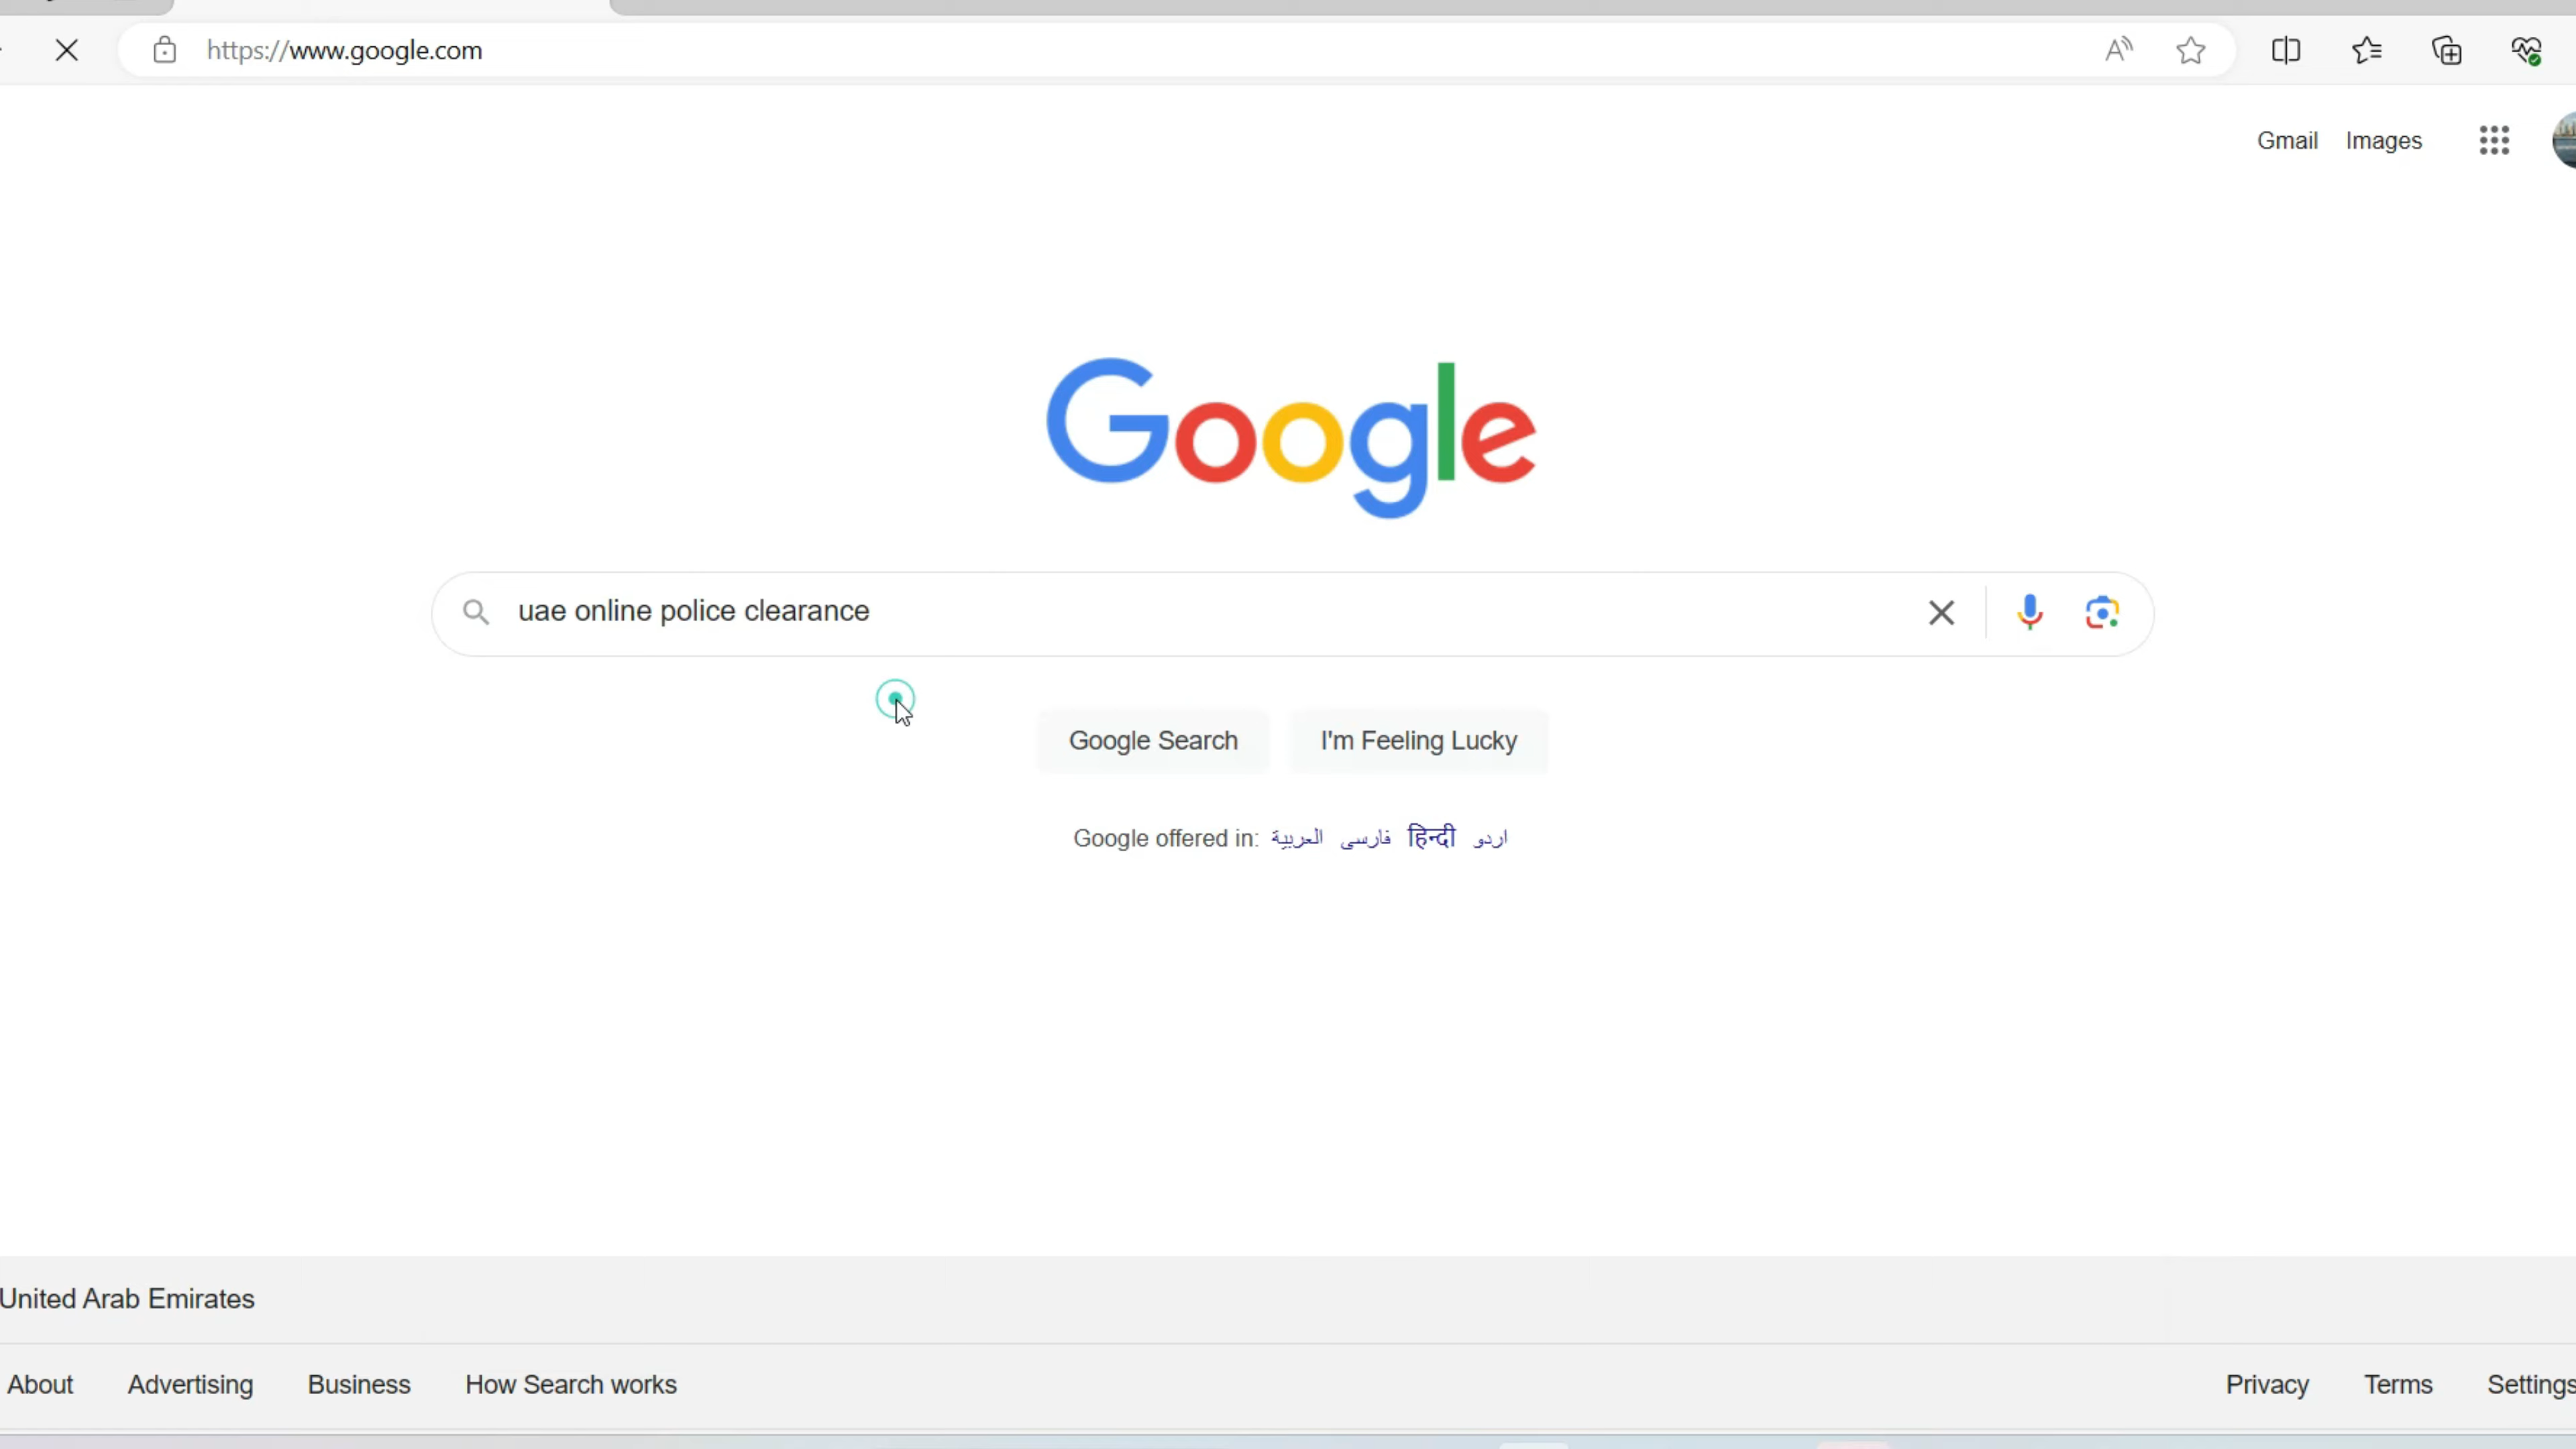 https://www.google.com
Gmail Images
Google
uae online police clearance
Google Search I'm Feeling Lucky
Google offered in: العربية فارسی हिन्दी اردو
United Arab Emirates
About Advertising Business How Search works Privacy Terms Settings